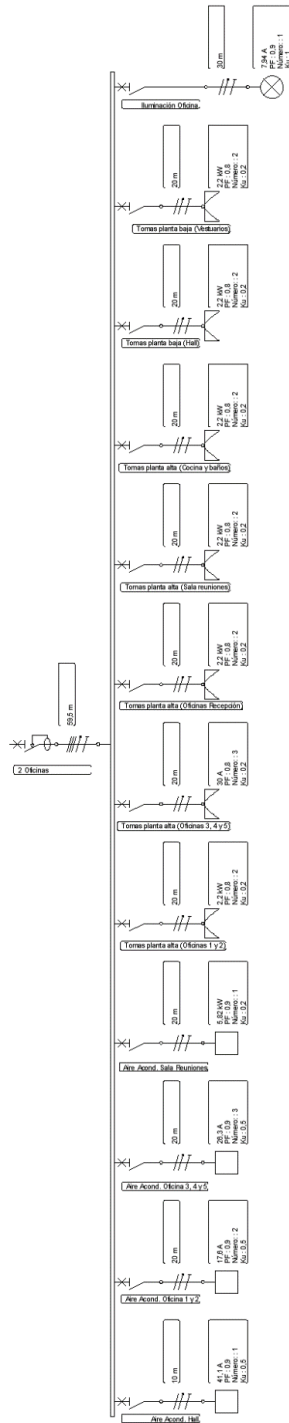 30 m
7,94 A
PF : 0,9
Número: : 1
Ku : 1
Iluminación Oficina
20 m
2,2 kW
PF : 0,8
Número: : 2
Ku : 0,2
Tomas planta baja (Vestuarios)
20 m
2,2 kW
PF : 0,8
Número: : 2
Ku : 0,2
Tomas planta baja (Hall)
20 m
2,2 kW
PF : 0,8
Número: : 2
Ku : 0,2
Tomas planta alta (Cocina y baños)
20 m
2,2 kW
PF : 0,8
Número: : 2
Ku : 0,2
Tomas planta alta (Sala reuniones)
20 m
2,2 kW
PF : 0,8
Número: : 2
Ku : 0,2
Tomas planta alta (Oficinas Recepción)
59,5 m
2 Oficinas
20 m
30 A
PF : 0,8
Número: : 3
Ku : 0,2
Tomas planta alta (Oficinas 3, 4 y 5)
20 m
2,2 kW
PF : 0,8
Número: : 2
Ku : 0,2
Tomas planta alta (Oficinas 1 y 2)
20 m
5,82 kW
PF : 0,9
Número: : 1
Ku : 0,2
Aire Acond. Sala Reuniones
20 m
26,3 A
PF : 0,9
Número: : 3
Ku : 0,5
Aire Acond. Oficina 3, 4 y 5
20 m
17,6 A
PF : 0,9
Número: : 2
Ku : 0,5
Aire Acond. Oficina 1 y 2
10 m
41,1 A
PF : 0,9
Número: : 1
Ku : 0,5
Aire Acond. Hall